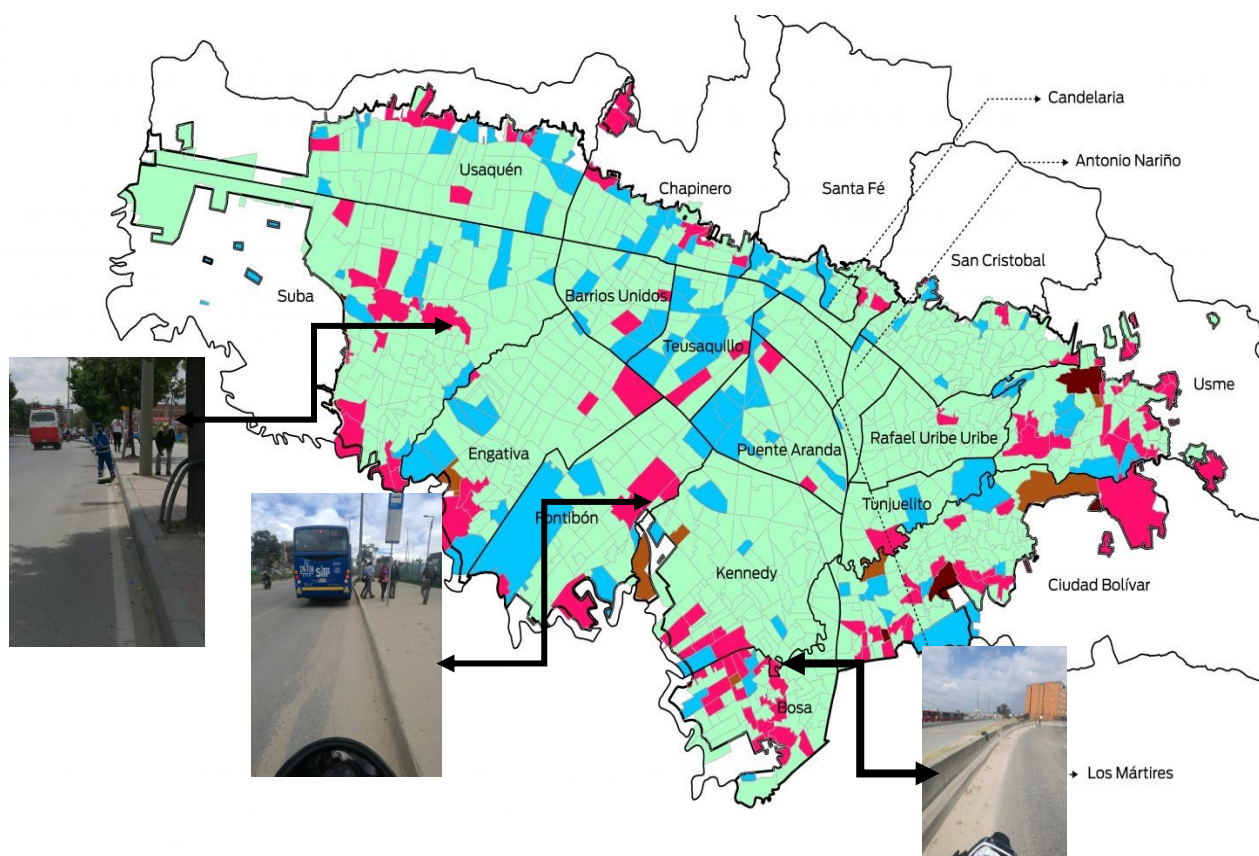 Candelaria
Antonio Nariño
Usaquén
Chapinero
Santa Fé
San Cristobal
Suba
Barrios Unidos
Teusaquillo
Usme
Engativa
Puente Aranda
Rafael Uribe Uribe
Fontibón
Tunjuelito
Kennedy
Ciudad Bolívar
Bosa
Los Mártires
SITP